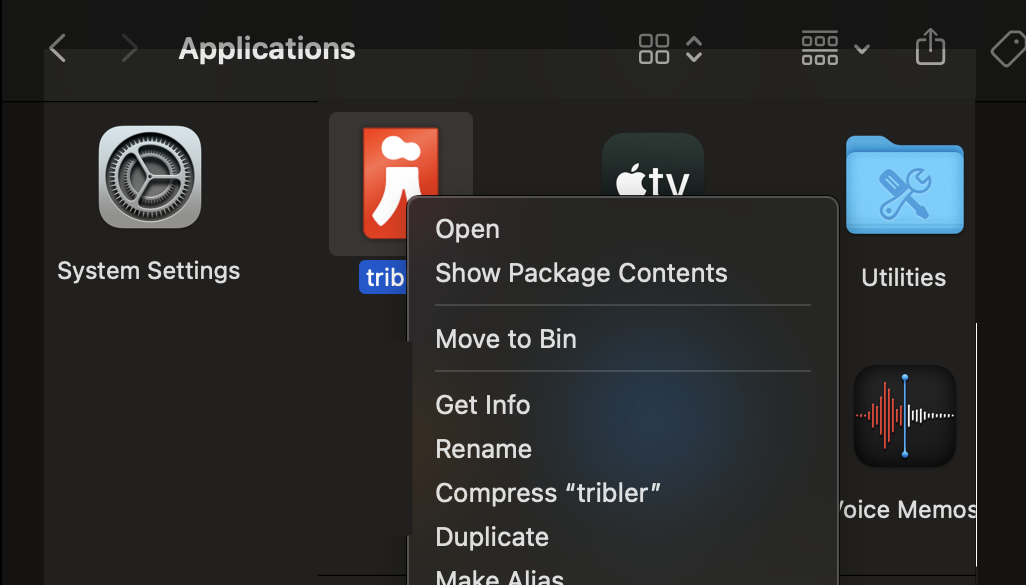 Applications
tv
System Settings
trib
Utilities
Open
Show Package Contents
Move to Bin
Get Info
Rename
Compress “tribler”
Duplicate
Make Alias
Voice Memos